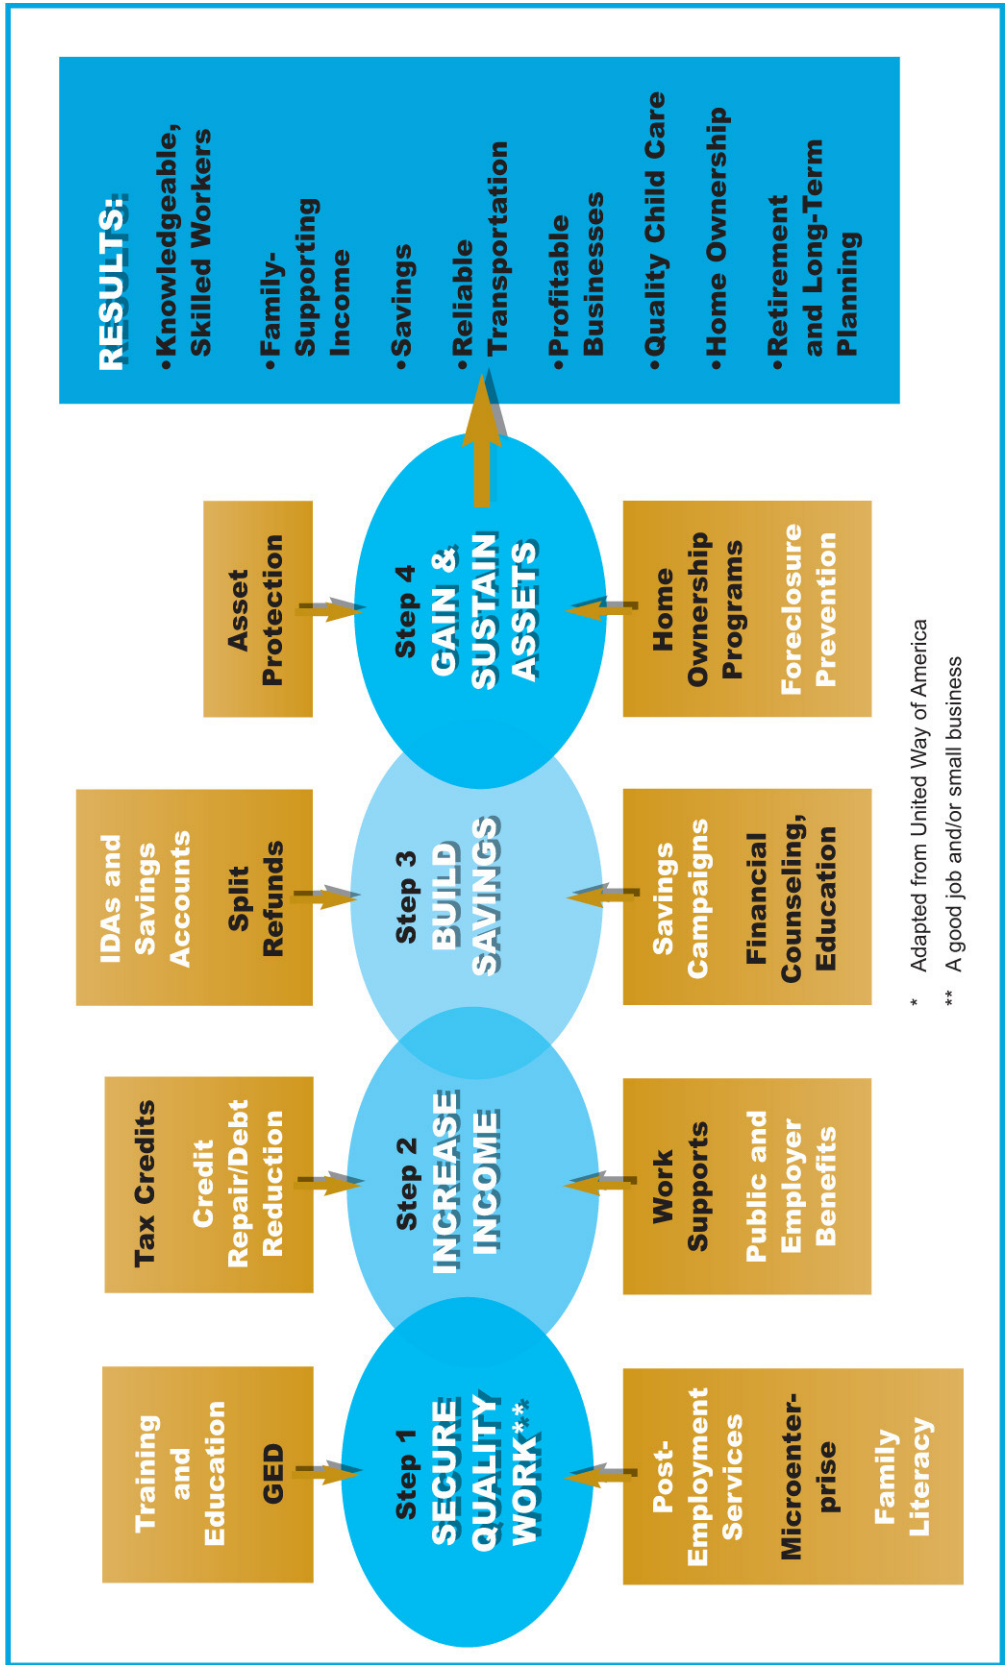 Training
and
Education
GED
Tax Credits
Credit
Repair/Debt
Reduction
IDAs and
Savings
Accounts
Split
Refunds
Asset
Protection
Step 1
SECURE
QUALITY
WORK**
Step 2
INCREASE
INCOME
Step 3
BUILD
SAVINGS
Step 4
GAIN &
SUSTAIN
ASSETS
Post-
Employment
Services
Microenter-
prise
Family
Literacy
Work
Supports
Public and
Employer
Benefits
Savings
Campaigns
Financial
Counseling,
Education
Home
Ownership
Programs
Foreclosure
Prevention
RESULTS:
•Knowledgeable,
Skilled Workers
•Family-
Supporting
Income
•Savings
•Reliable
Transportation
•Profitable
Businesses
•Quality Child Care
•Home Ownership
•Retirement
and Long-Term
Planning
* Adapted from United Way of America
** A good job and/or small business